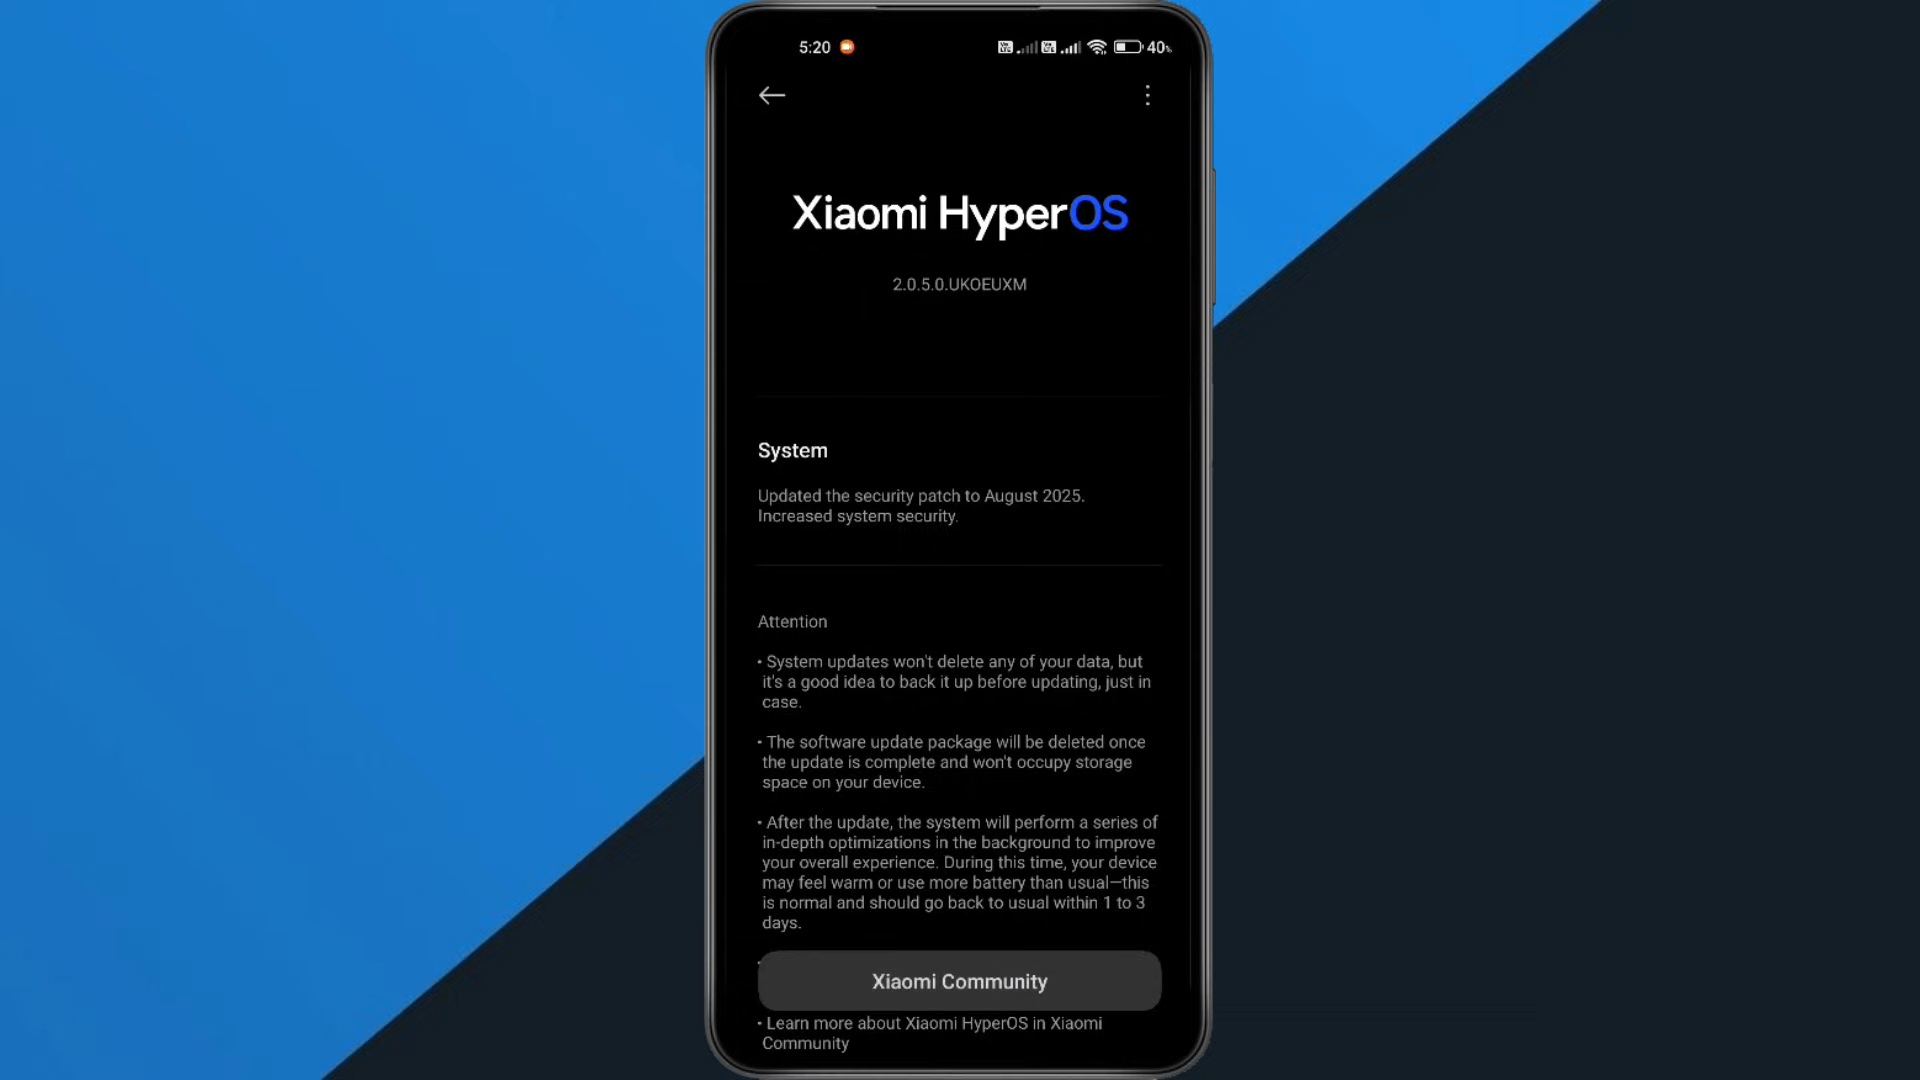 5:20
40%
Xiaomi HyperOS
2.0.5.0.UKOEUXM
System
Updated the security patch to August 2025.
Increased system security.
Attention
• System updates won't delete any of your data, but
it's a good idea to back it up before updating, just in
case.
• The software update package will be deleted once
the update is complete and won't occupy storage
space on your device.
• After the update, the system will perform a series of
in-depth optimizations in the background to improve
your overall experience. During this time, your device
may feel warm or use more battery than usual—this
is normal and should go back to usual within 1 to 3
days.
Xiaomi Community
• Learn more about Xiaomi HyperOS in Xiaomi
Community